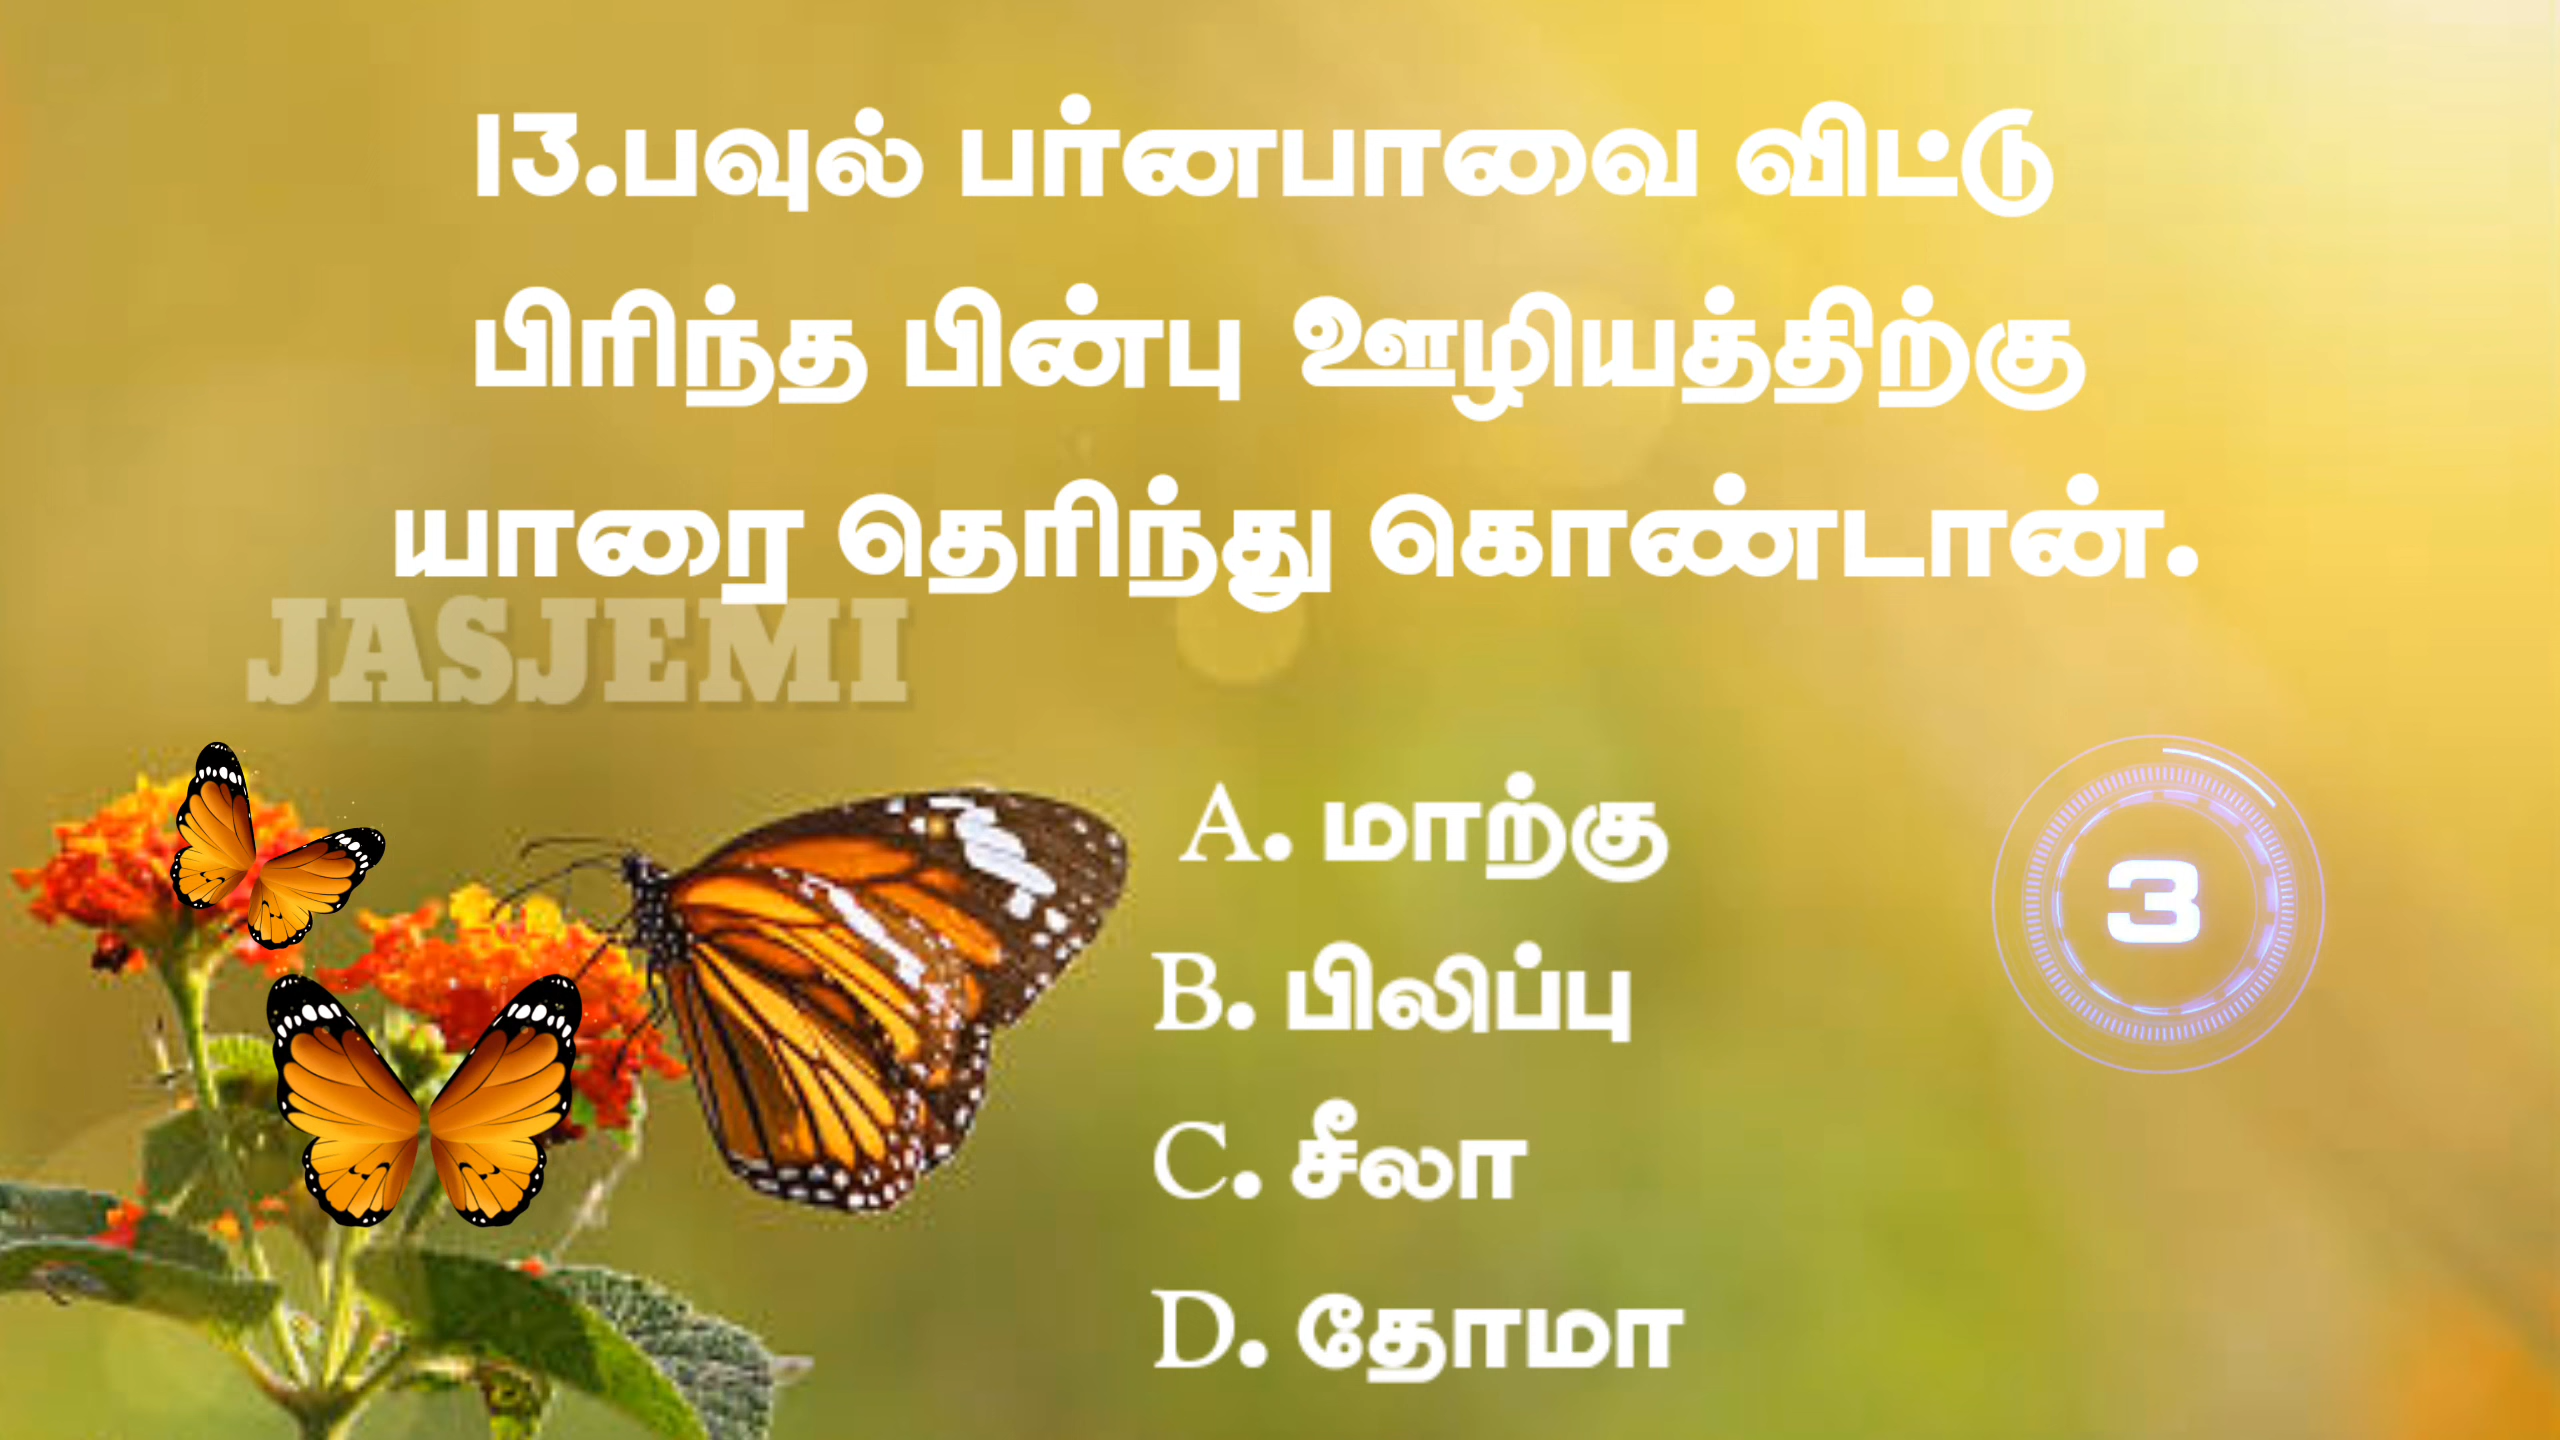 13.பவுல் பர்னபாவை விட்டு
பிரிந்த பின்பு ஊழியத்திற்கு
யாரை தெரிந்து கொண்டான்.
JASJEMI
A. மாற்கு
B. பிலிப்பு
C. சீலா
D. தோமா
3